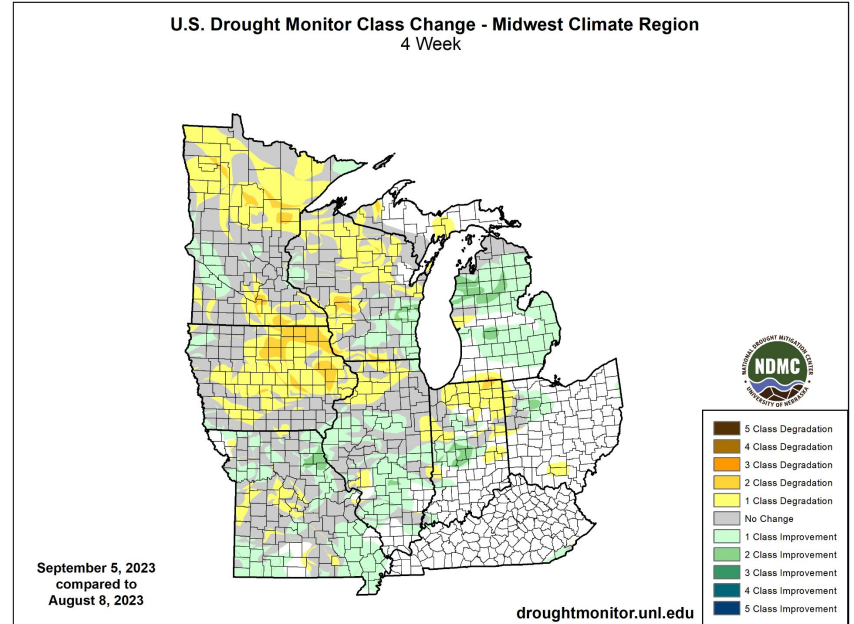 U.S. Drought Monitor Class Change - Midwest Climate Region
4 Week
NATIONAL DROUGHT MITIGATION CENTER
NDMC
UNIVERSITY OF NEBRASKA
5 Class Degradation
4 Class Degradation
3 Class Degradation
2 Class Degradation
1 Class Degradation
No Change
1 Class Improvement
2 Class Improvement
3 Class Improvement
4 Class Improvement
5 Class Improvement
September 5, 2023
compared to
August 8, 2023
droughtmonitor.unl.edu